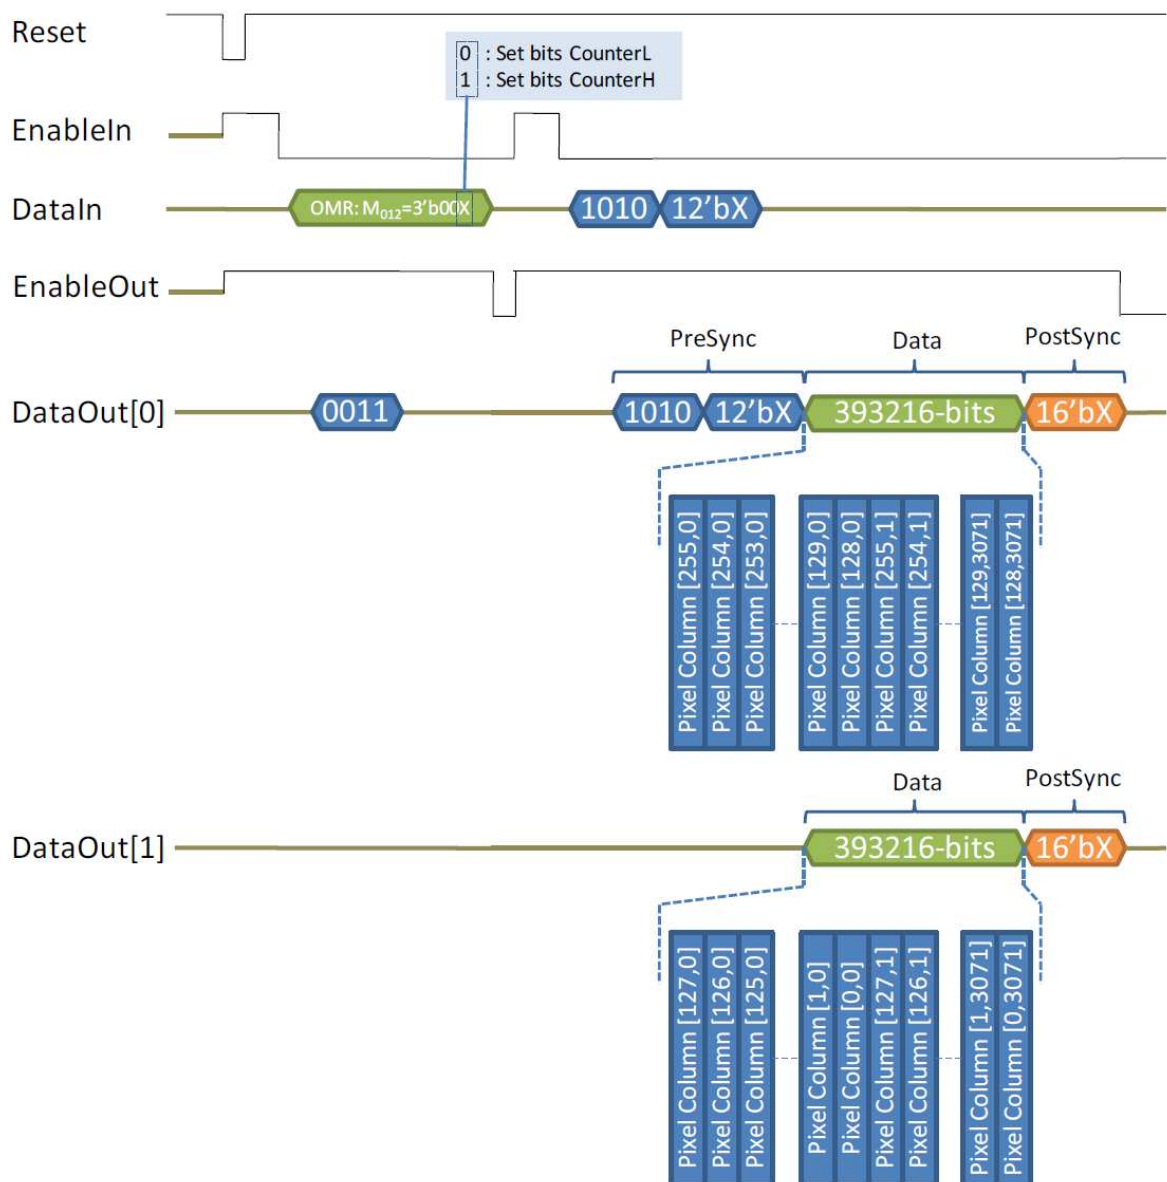 Reset
0 : Set bits CounterL
1 : Set bits CounterH
EnableIn
DataIn
OMR: M012=3'b00X
1010
12'bX
EnableOut
PreSync
Data
PostSync
DataOut[0]
0011
1010
12'bX
393216-bits
16'bX
Pixel Column [255,0]
Pixel Column [254,0]
Pixel Column [253,0]
Pixel Column [129,0]
Pixel Column [128,0]
Pixel Column [255,1]
Pixel Column [254,1]
Pixel Column [129,3071]
Pixel Column [128,3071]
Data
PostSync
DataOut[1]
393216-bits
16'bX
Pixel Column [127,0]
Pixel Column [126,0]
Pixel Column [125,0]
Pixel Column [1,0]
Pixel Column [0,0]
Pixel Column [127,1]
Pixel Column [126,1]
Pixel Column [1,3071]
Pixel Column [0,3071]